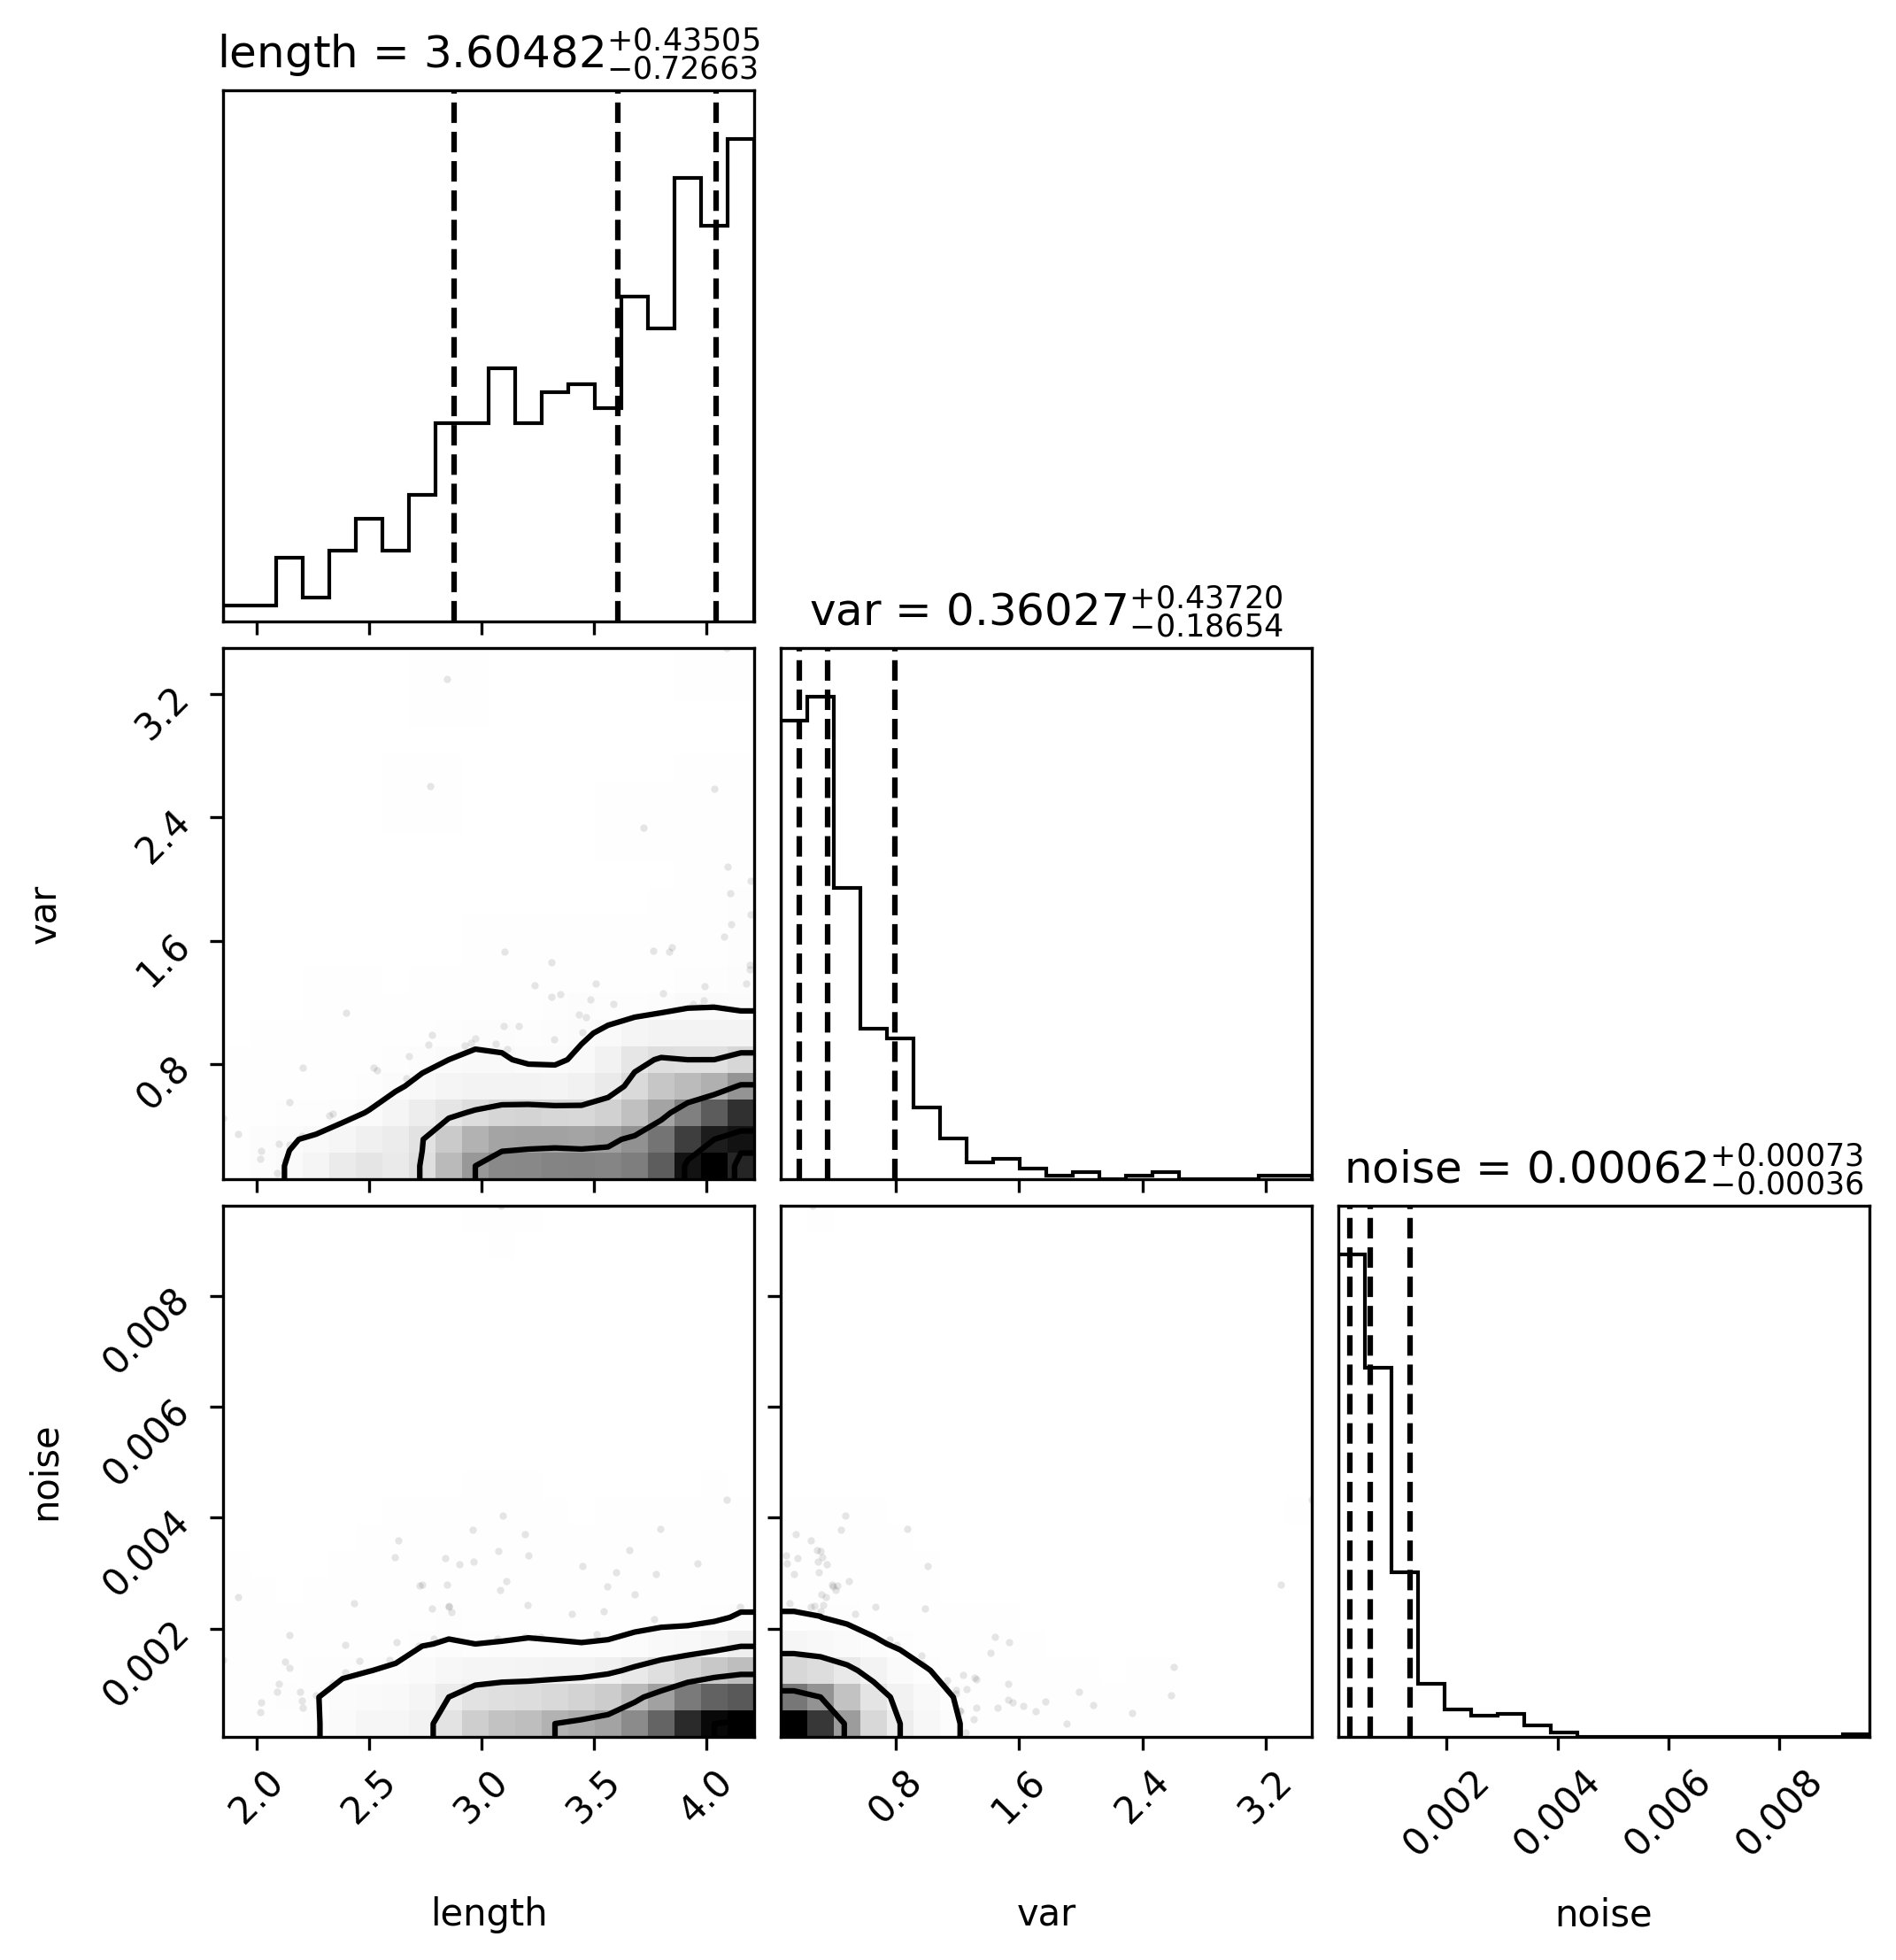 length = 3.60482 +0.43505 −0.72663
var = 0.36027 +0.43720 −0.18654
3.2
2.4
1.6
0.8
var
noise = 0.00062 +0.00073 −0.00036
0.008
0.006
0.004
0.002
noise
2.0 2.5 3.0 3.5 4.0 0.8 1.6 2.4 3.2 0.002 0.004 0.006 0.008
length var noise